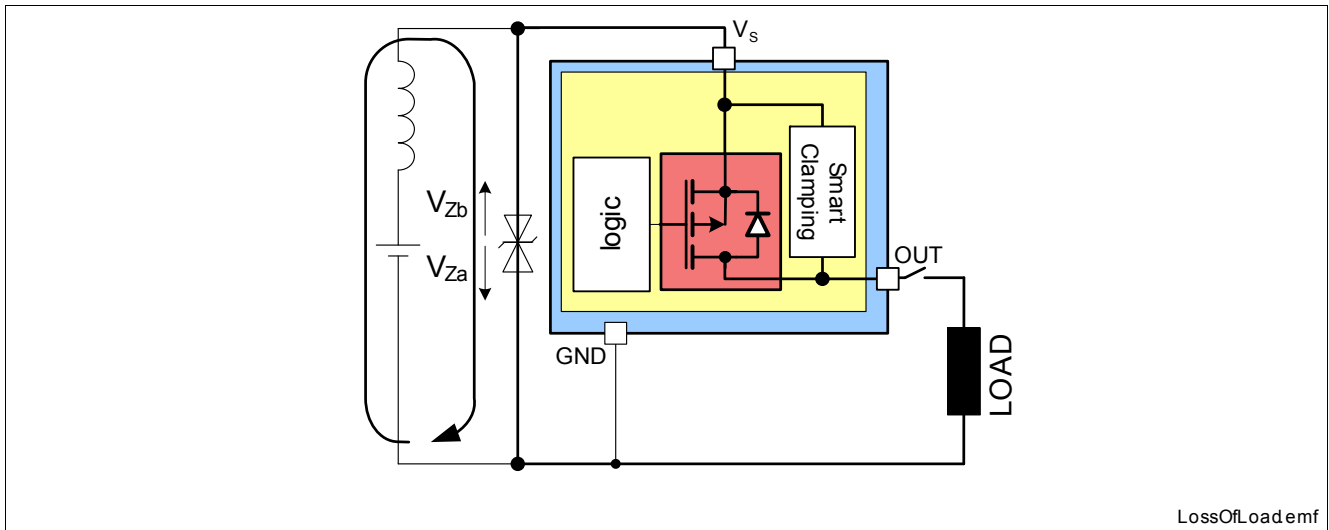 VS
VZb
VZa
logic
Smart
Clamping
OUT
GND
LOAD
LossOfLoad.emf